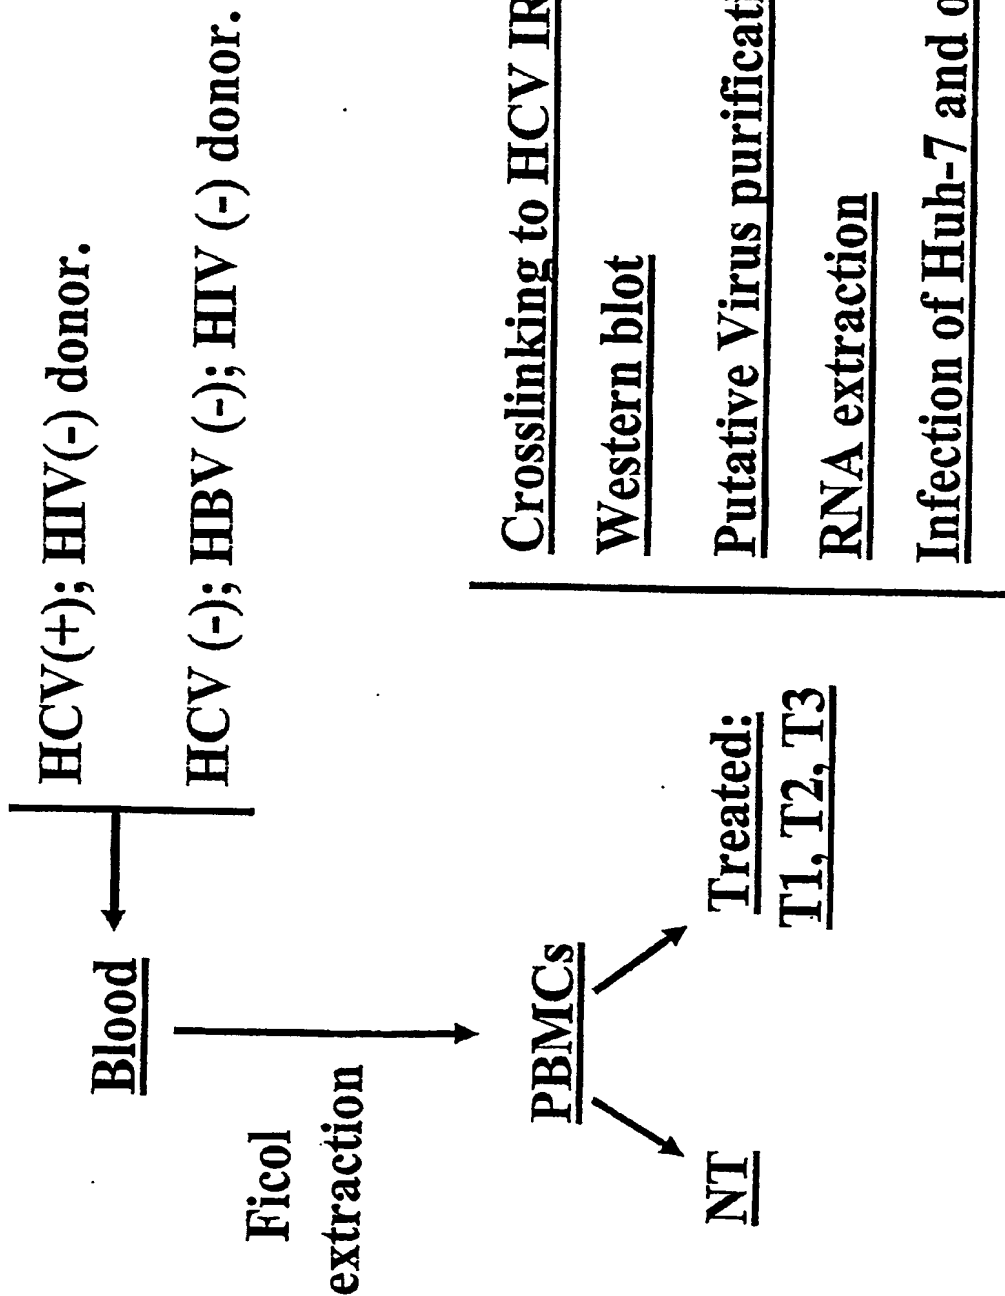 HCV(+); HIV(-) donor.
HCV (-); HBV (-); HIV (-) donor.
Blood
Ficol
extraction
PBMCs
NT
Treated:
T1, T2, T3
Crosslinking to HCV
Western blot
Putative Virus
RNA extraction
Infection of Huh-7 and